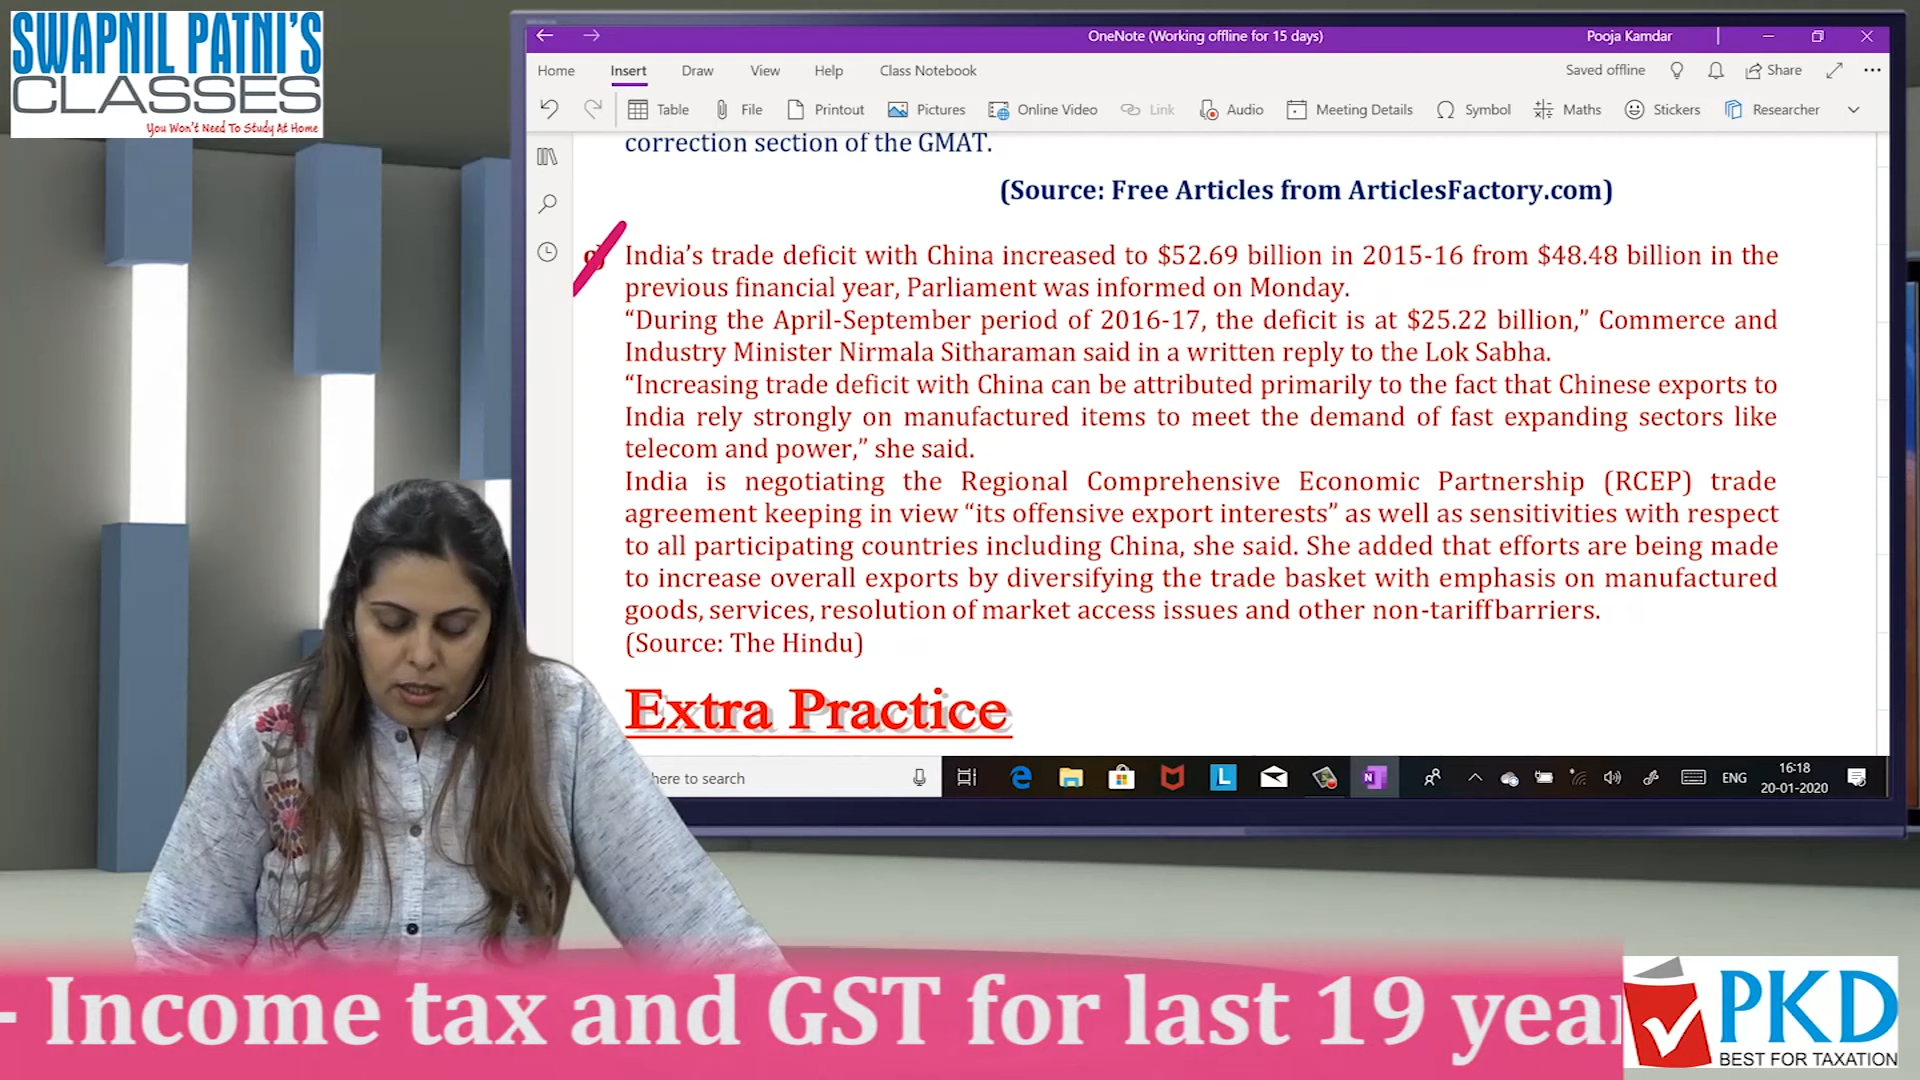 SWAPNIL PATNI'S
CLASSES
You Won't Need To Study At Home
OneNote (Working offline for 15 days)
Pooja Kamdar
Home Insert Draw View Help Class Notebook
Saved offline
Share
Table File Printout Pictures Online Video Link Audio Meeting Details Symbol Maths Stickers Researcher
correction section of the GMAT.
(Source: Free Articles from ArticlesFactory.com)
India’s trade deficit with China increased to $52.69 billion in 2015-16 from $48.48 billion in the
previous financial year, Parliament was informed on Monday.
“During the April-September period of 2016-17, the deficit is at $25.22 billion,” Commerce and
Industry Minister Nirmala Sitharaman said in a written reply to the Lok Sabha.
“Increasing trade deficit with China can be attributed primarily to the fact that Chinese exports to
India rely strongly on manufactured items to meet the demand of fast expanding sectors like
telecom and power,” she said.
India is negotiating the Regional Comprehensive Economic Partnership (RCEP) trade
agreement keeping in view “its offensive export interests” as well as sensitivities with respect
to all participating countries including China, she said. She added that efforts are being made
to increase overall exports by diversifying the trade basket with emphasis on manufactured
goods, services, resolution of market access issues and other non-tariffbarriers.
(Source: The Hindu)
Extra Practice
here to search
L
N
ENG
16:18
20-01-2020
- Income tax and GST for last 19 year
PKD
BEST FOR TAXATION